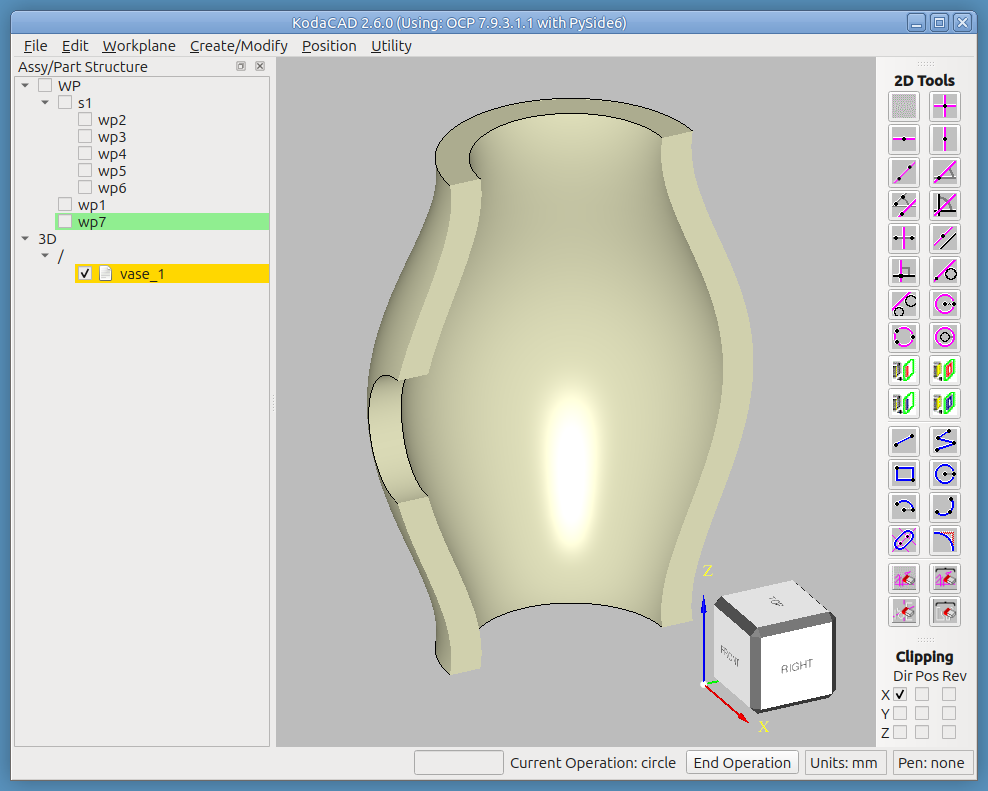 KodaCAD 2.6.0 (Using: OCP 7.9.3.1.1 with PySide6)
File Edit Workplane Create/Modify Position Utility
Assy/Part Structure
WP
s1
wp2
wp3
wp4
wp5
wp6
wp1
wp7
3D
/
vase_1
2D Tools
Z
TOP
FRONT
RIGHT
X
Clipping
Dir Pos Rev
X
Y
Z
Current Operation: circle End Operation Units: mm Pen: none